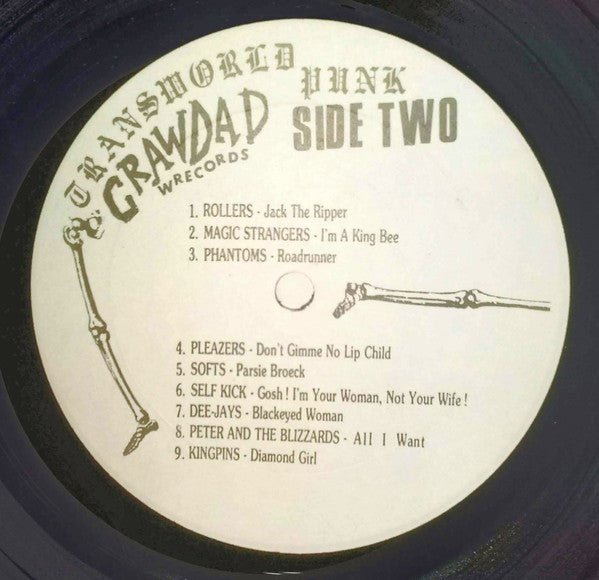 TRANSWORLD PUNK
CRAWDAD
WRECORDS
SIDE TWO
1. ROLLERS - Jack The Ripper
2. MAGIC STRANGERS - I'm A King Bee
3. PHANTOMS - Roadrunner
4. PLEAZERS - Don't Gimme No Lip Child
5. SOFTS - Parsie Broeck
6. SELF KICK - Gosh ! I'm Your Woman, Not Your Wife !
7. DEE-JAYS - Blackeyed Woman
8. PETER AND THE BLIZZARDS - All I Want
9. KINGPINS - Diamond Girl